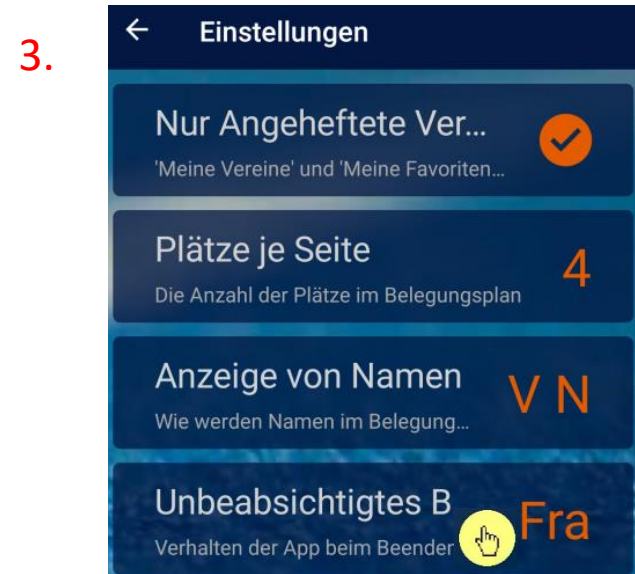 3.
Einstellungen
Nur Angeheftete Ver...
'Meine Vereine' und 'Meine Favoriten...
Plätze je Seite
4
Die Anzahl der Plätze im Belegungsplan
Anzeige von Namen
V N
Wie werden Namen im Belegung...
Unbeabsichtigtes B
Fra
Verhalten der App beim Beender